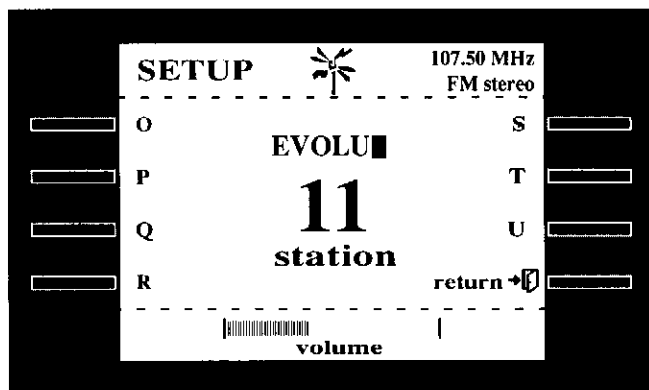 SETUP
107.50 MHz
FM stereo
O
S
EVOLU
P
T
11
Q
U
station
R
return
volume